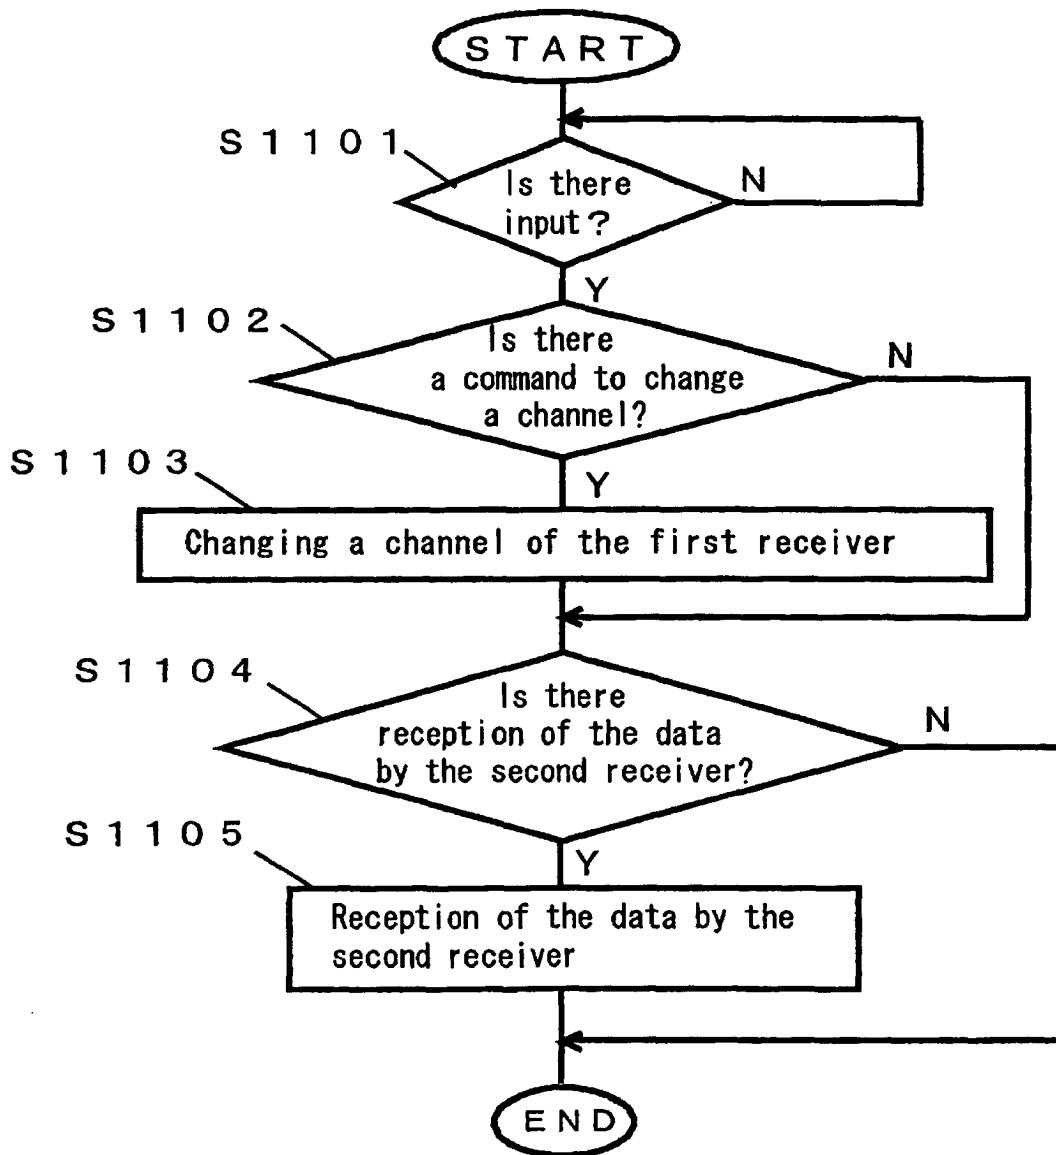 START
S1101
Is there
input?
N
Y
S1102
Is there
a command to change
a channel?
N
Y
S1103
Changing a channel of the first receiver
S1104
Is there
reception of the data
by the second receiver?
N
Y
S1105
Reception of the data by the
second receiver
END